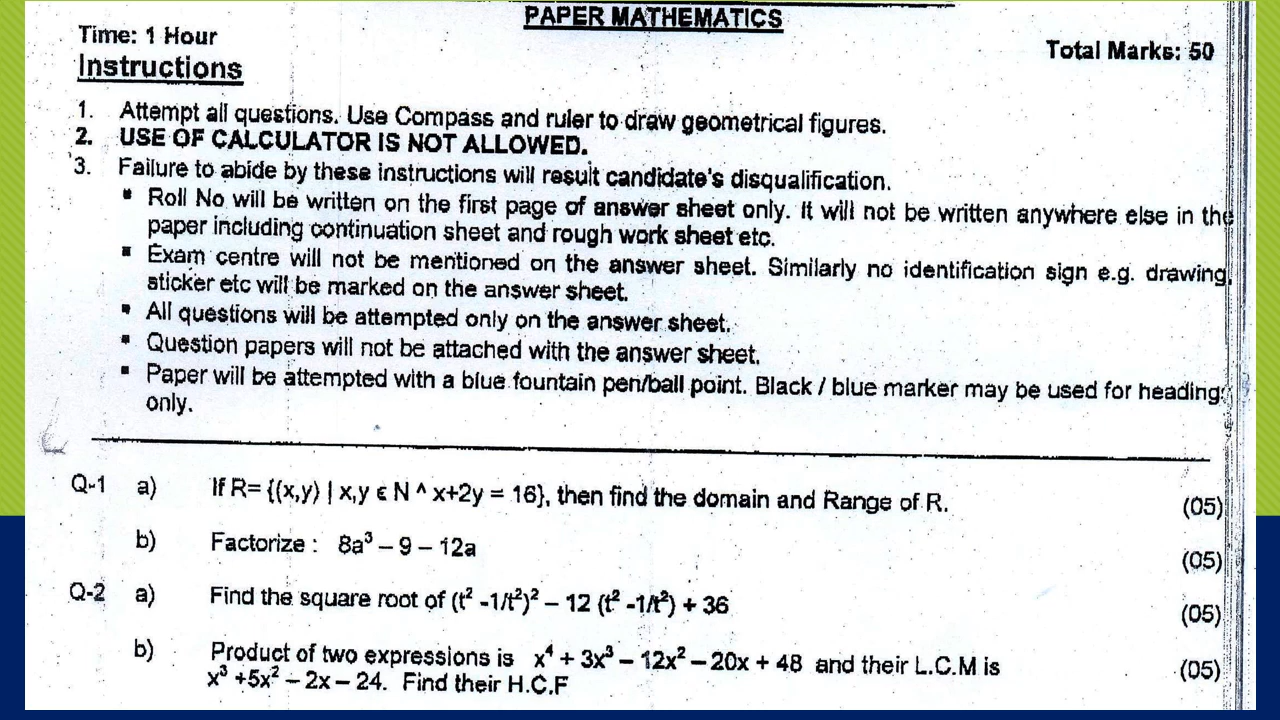 PAPER MATHEMATICS
Time: 1 Hour
Total Marks: 50
Instructions
1. Attempt all questions. Use Compass and ruler to draw geometrical figures.
2. USE OF CALCULATOR IS NOT ALLOWED.
3. Failure to abide by these instructions will result candidate's disqualification.
▪ Roll No will be written on the first page of answer sheet only. It will not be written anywhere else in the
paper including continuation sheet and rough work sheet etc.
▪ Exam centre will not be mentioned on the answer sheet. Similarly no identification sign e.g. drawing,
sticker etc will be marked on the answer sheet.
▪ All questions will be attempted only on the answer sheet.
▪ Question papers will not be attached with the answer sheet.
▪ Paper will be attempted with a blue fountain pen/ball point. Black / blue marker may be used for headings
only.
Q-1 a) If R= {(x,y) | x,y є N ^ x+2y = 16}, then find the domain and Range of R. (05)
b) Factorize : 8a³ – 9 – 12a (05)
Q-2 a) Find the square root of (t² -1/t²)² – 12 (t² -1/t²) + 36 (05)
b) Product of two expressions is x⁴ + 3x³ – 12x² – 20x + 48 and their L.C.M is (05)
x³ +5x² – 2x – 24. Find their H.C.F